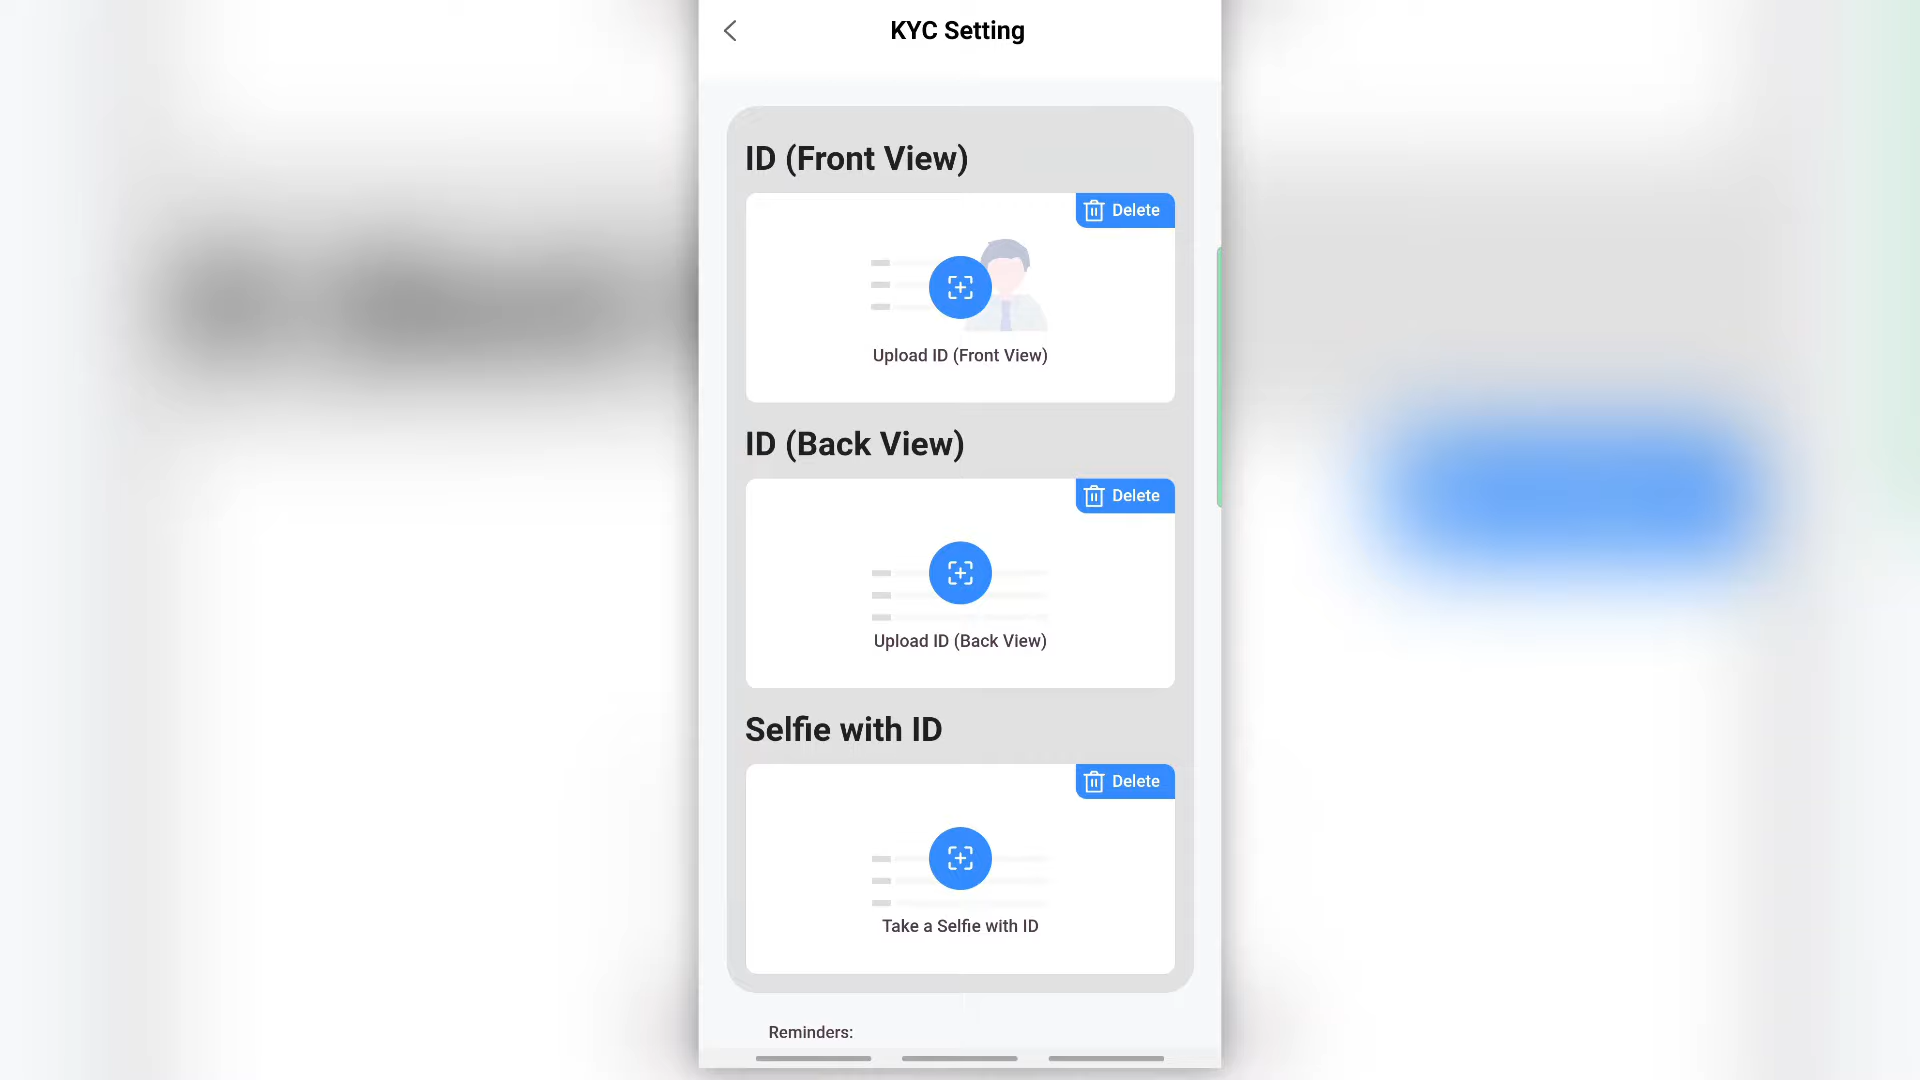 KYC Setting
ID (Front View)
Delete
Upload ID (Front View)
ID (Back View)
Delete
Upload ID (Back View)
Selfie with ID
Delete
Take a Selfie with ID
Reminders: